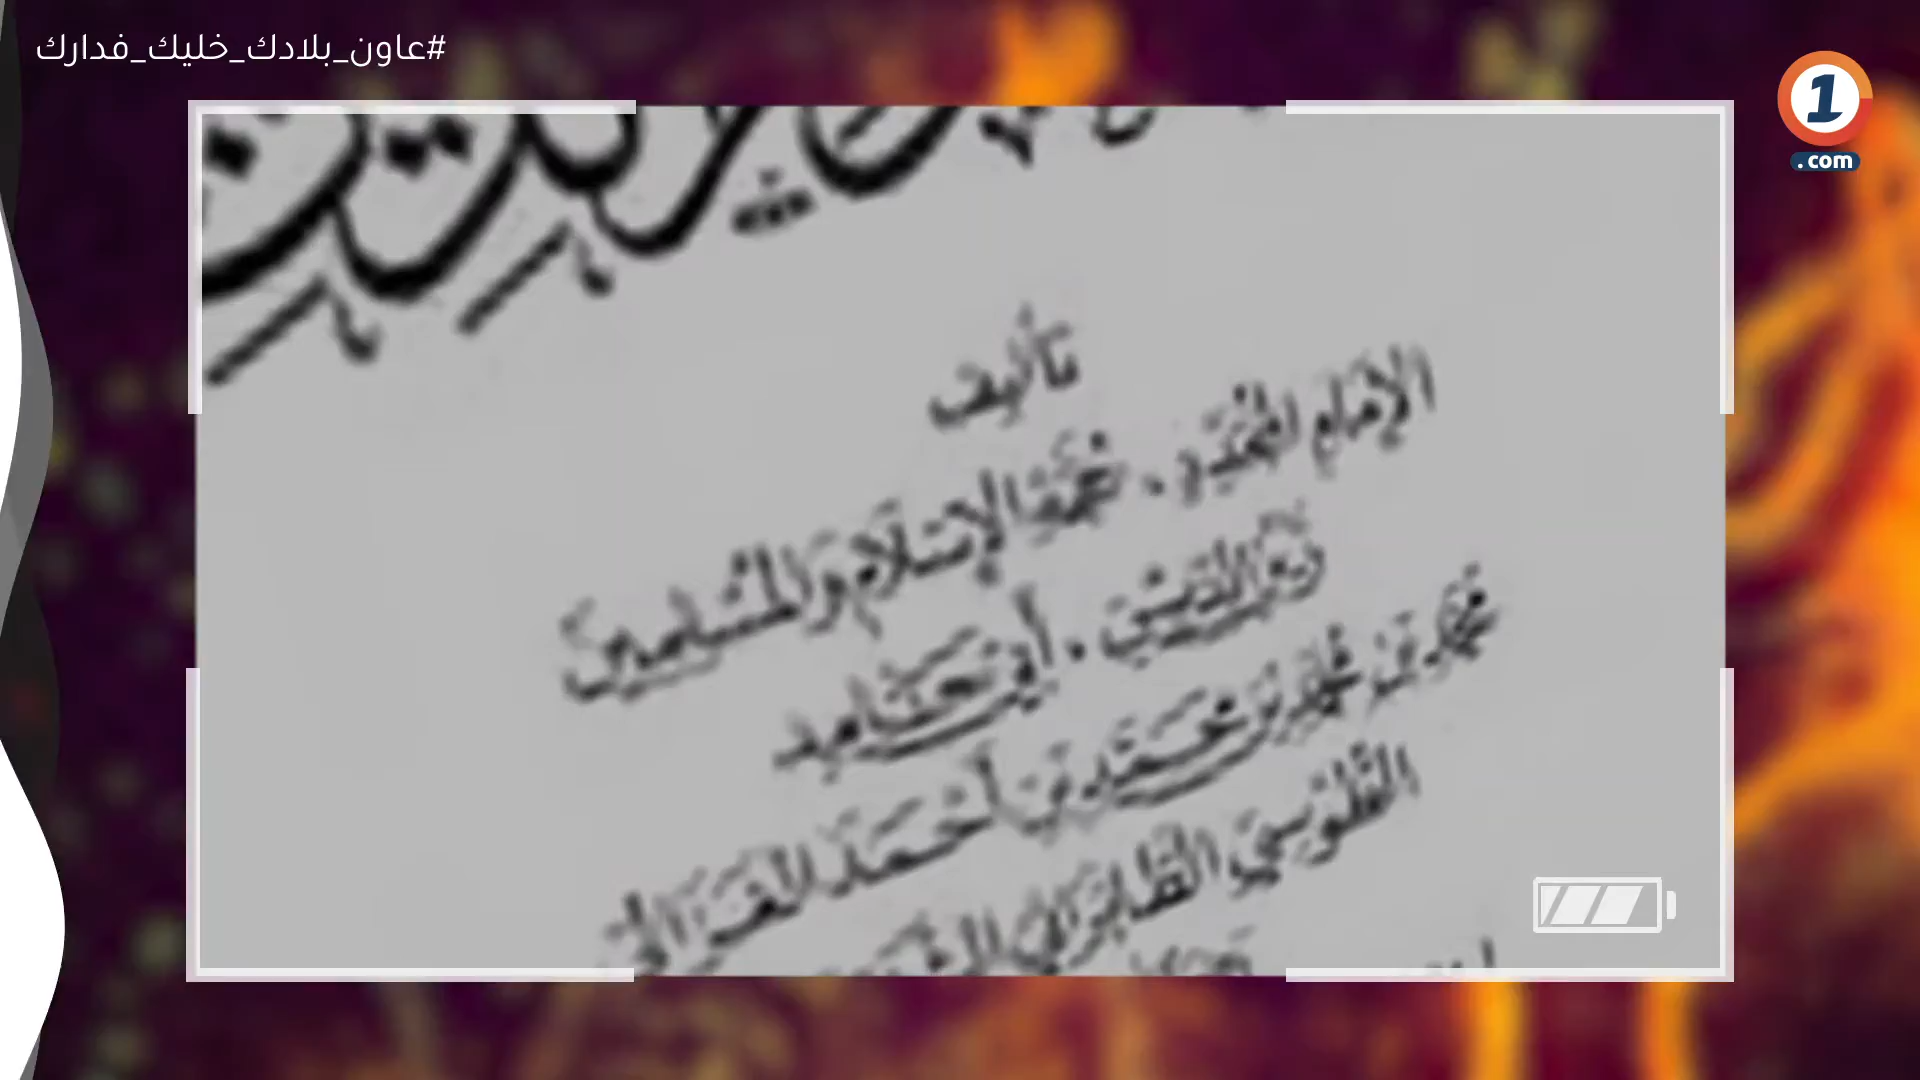 #عاون_بلادك_خليك_فدارك
1
.com
تأليف
الإمام المجدد . حجة الإسلام والمسلمين
زين الدين . أبي حامد
محمد بن محمد بن محمد بن أحمد الغزالي
الطوسي الطابراني